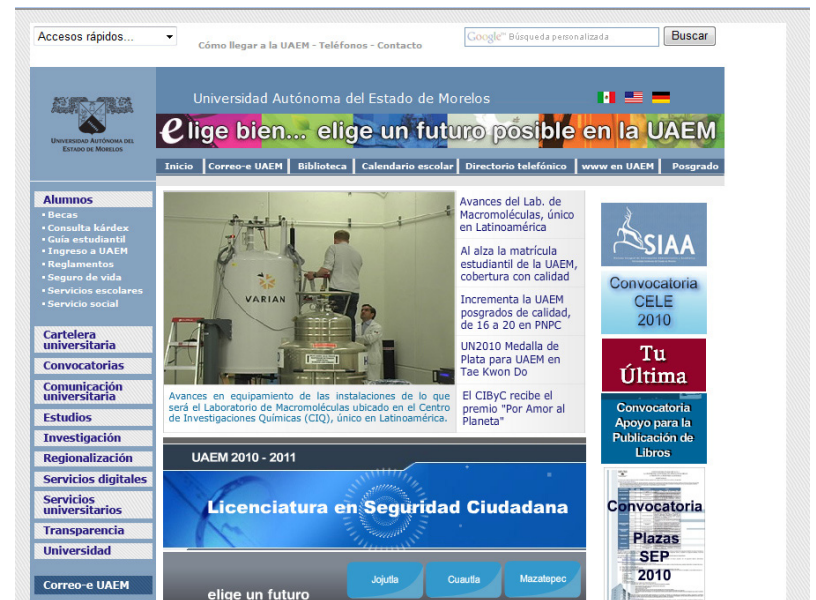 Accesos rápidos...
Cómo llegar a la UAEM - Teléfonos - Contacto
Google™ Búsqueda personalizada
Buscar
UNIVERSIDAD AUTÓNOMA DEL
ESTADO DE MORELOS
Universidad Autónoma del Estado de Morelos
elige bien... elige un futuro posible en la UAEM
Inicio
Correo-e UAEM
Biblioteca
Calendario escolar
Directorio telefónico
www en UAEM
Posgrado
Alumnos
Becas
Consulta kárdex
Guía estudiantil
Ingreso a UAEM
Reglamentos
Seguro de vida
Servicios escolares
Servicio social
Cartelera
universitaria
Convocatorias
Comunicación
universitaria
Estudios
Investigación
Regionalización
Servicios digitales
Servicios
universitarios
Transparencia
Universidad
Correo-e UAEM
VARIAN
Avances en equipamiento de las instalaciones de lo que
será el Laboratorio de Macromoléculas ubicado en el Centro
de Investigaciones Químicas (CIQ), único en Latinoamérica.
Avances del Lab. de
Macromoléculas, único
en Latinoamérica
Al alza la matrícula
estudiantil de la UAEM,
cobertura con calidad
Incrementa la UAEM
posgrados de calidad,
de 16 a 20 en PNPC
UN2010 Medalla de
Plata para UAEM en
Tae Kwon Do
El CIByC recibe el
premio "Por Amor al
Planeta"
UAEM 2010 - 2011
Licenciatura en Seguridad Ciudadana
elige un futuro
Jojutla
Cuautla
Mazatepec
SIAA
Convocatoria
CELE
2010
Tu
Última
Convocatoria
Apoyo para la
Publicación de
Libros
Convocatoria
Plazas
SEP
2010